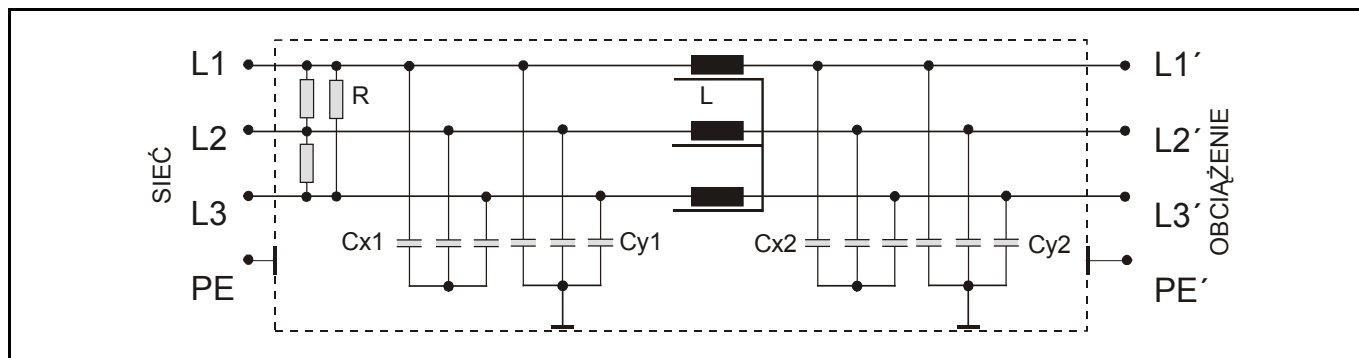 SIEĆ
L1
L2
L3
PE
R
Cx1
Cy1
L
Cx2
Cy2
L1´
L2´
L3´
PE´
OBCIĄŻENIE